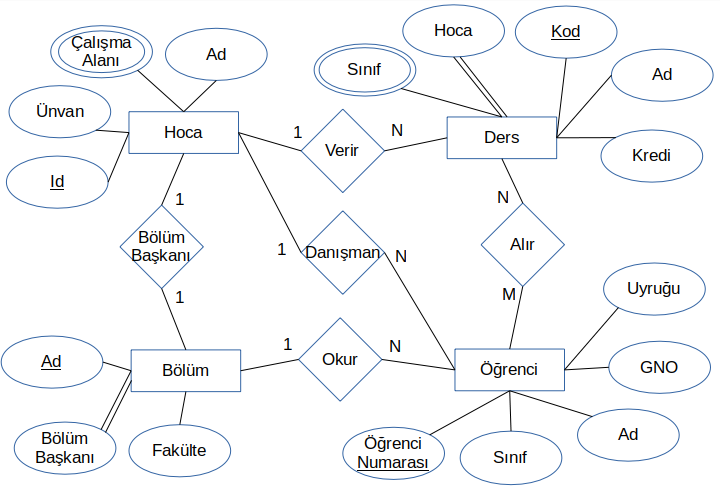 Çalışma
Alanı
Ad
Hoca
Kod
Sınıf
Ad
Ünvan
Hoca
1
Verir
N
Ders
Kredi
Id
1
N
Bölüm
Başkanı
1
Danışman
N
Alır
1
M
Uyruğu
Ad
Bölüm
1
Okur
N
Öğrenci
GNO
Bölüm
Başkanı
Fakülte
Öğrenci
Numarası
Sınıf
Ad